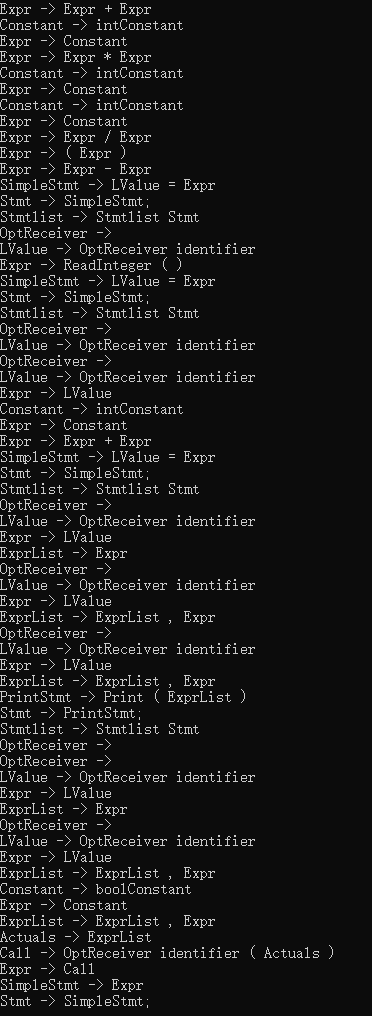 Expr -> Expr + Expr
Constant -> intConstant
Expr -> Constant
Expr -> Expr * Expr
Constant -> intConstant
Expr -> Constant
Constant -> intConstant
Expr -> Constant
Expr -> Expr / Expr
Expr -> ( Expr )
Expr -> Expr - Expr
SimpleStmt -> LValue = Expr
Stmt -> SimpleStmt;
Stmtlist -> Stmtlist Stmt
OptReceiver ->
LValue -> OptReceiver identifier
Expr -> ReadInteger ( )
SimpleStmt -> LValue = Expr
Stmt -> SimpleStmt;
Stmtlist -> Stmtlist Stmt
OptReceiver ->
LValue -> OptReceiver identifier
OptReceiver ->
LValue -> OptReceiver identifier
Expr -> LValue
Constant -> intConstant
Expr -> Constant
Expr -> Expr + Expr
SimpleStmt -> LValue = Expr
Stmt -> SimpleStmt;
Stmtlist -> Stmtlist Stmt
OptReceiver ->
LValue -> OptReceiver identifier
Expr -> LValue
ExprList -> Expr
OptReceiver ->
LValue -> OptReceiver identifier
Expr -> LValue
ExprList -> ExprList , Expr
OptReceiver ->
LValue -> OptReceiver identifier
Expr -> LValue
ExprList -> ExprList , Expr
PrintStmt -> Print ( ExprList )
Stmt -> PrintStmt;
Stmtlist -> Stmtlist Stmt
OptReceiver ->
OptReceiver ->
LValue -> OptReceiver identifier
Expr -> LValue
ExprList -> Expr
OptReceiver ->
LValue -> OptReceiver identifier
Expr -> LValue
ExprList -> ExprList , Expr
Constant -> boolConstant
Expr -> Constant
ExprList -> ExprList , Expr
Actuals -> ExprList
Call -> OptReceiver identifier ( Actuals )
Expr -> Call
SimpleStmt -> Expr
Stmt -> SimpleStmt;